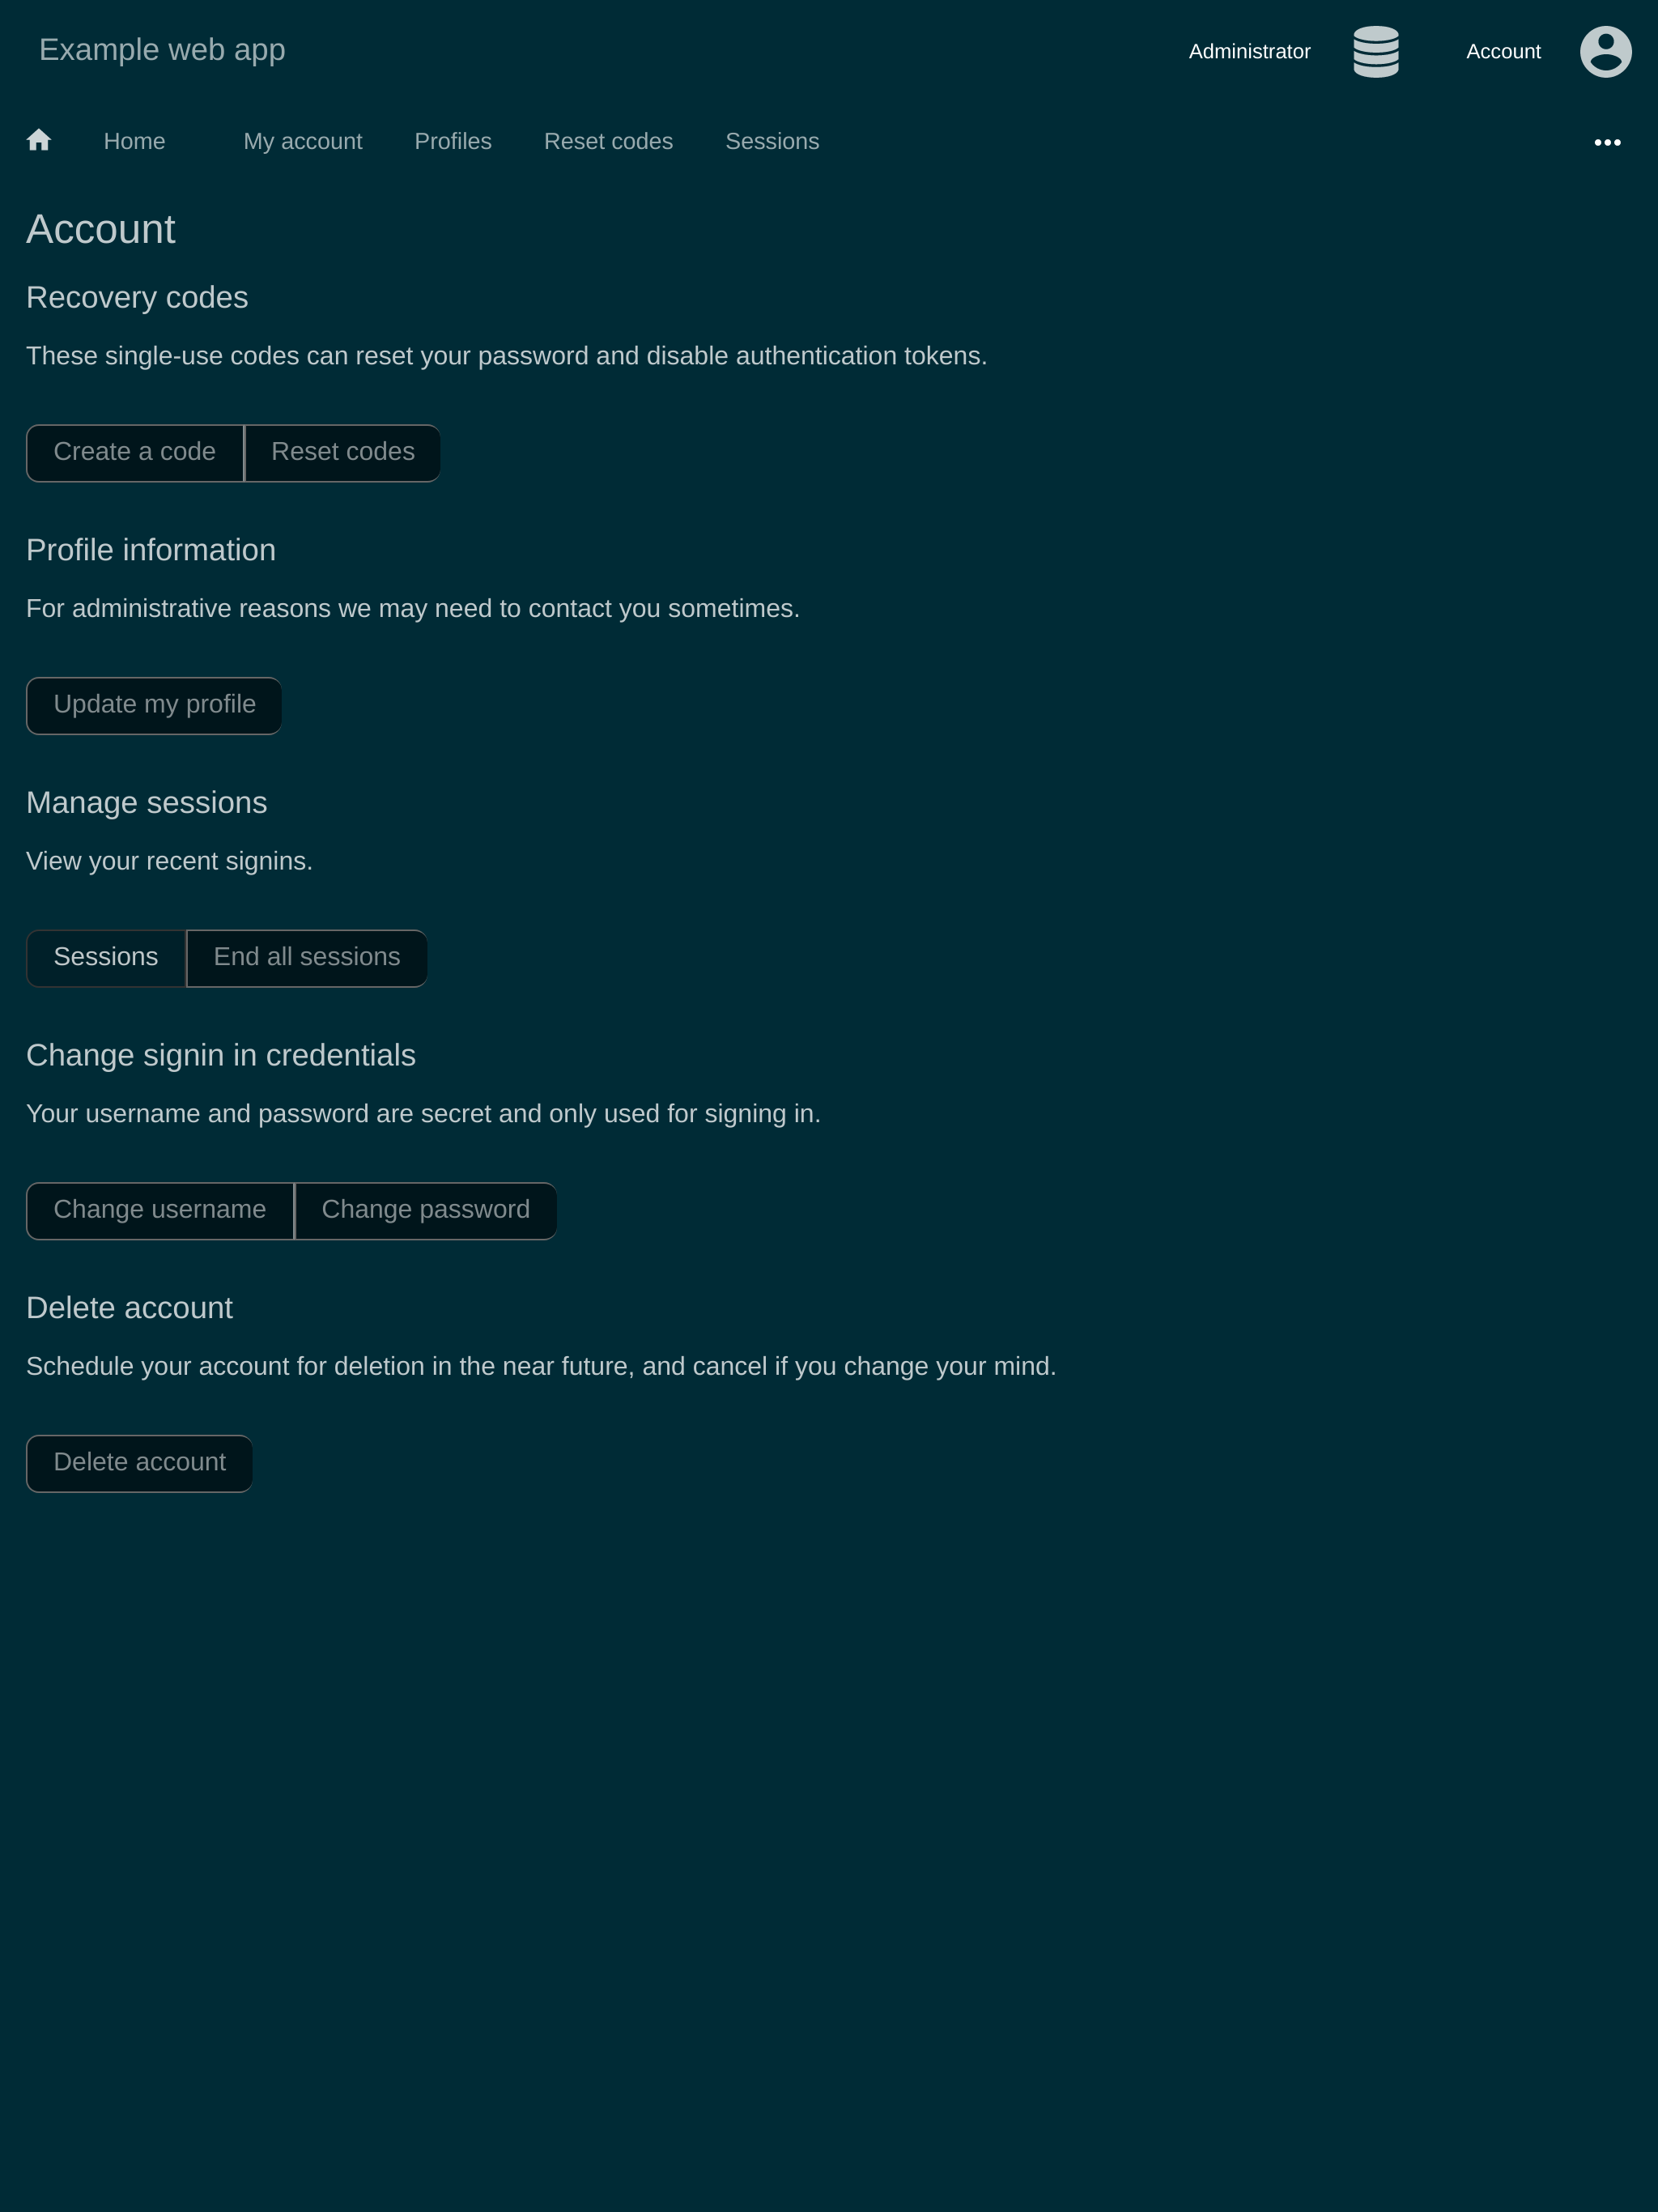 Example web app
Administrator
Account
Home
My account
Profiles
Reset codes
Sessions
Account
Recovery codes
These single-use codes can reset your password and disable authentication tokens.
Create a code
Reset codes
Profile information
For administrative reasons we may need to contact you sometimes.
Update my profile
Manage sessions
View your recent signins.
Sessions
End all sessions
Change signin in credentials
Your username and password are secret and only used for signing in.
Change username
Change password
Delete account
Schedule your account for deletion in the near future, and cancel if you change your mind.
Delete account